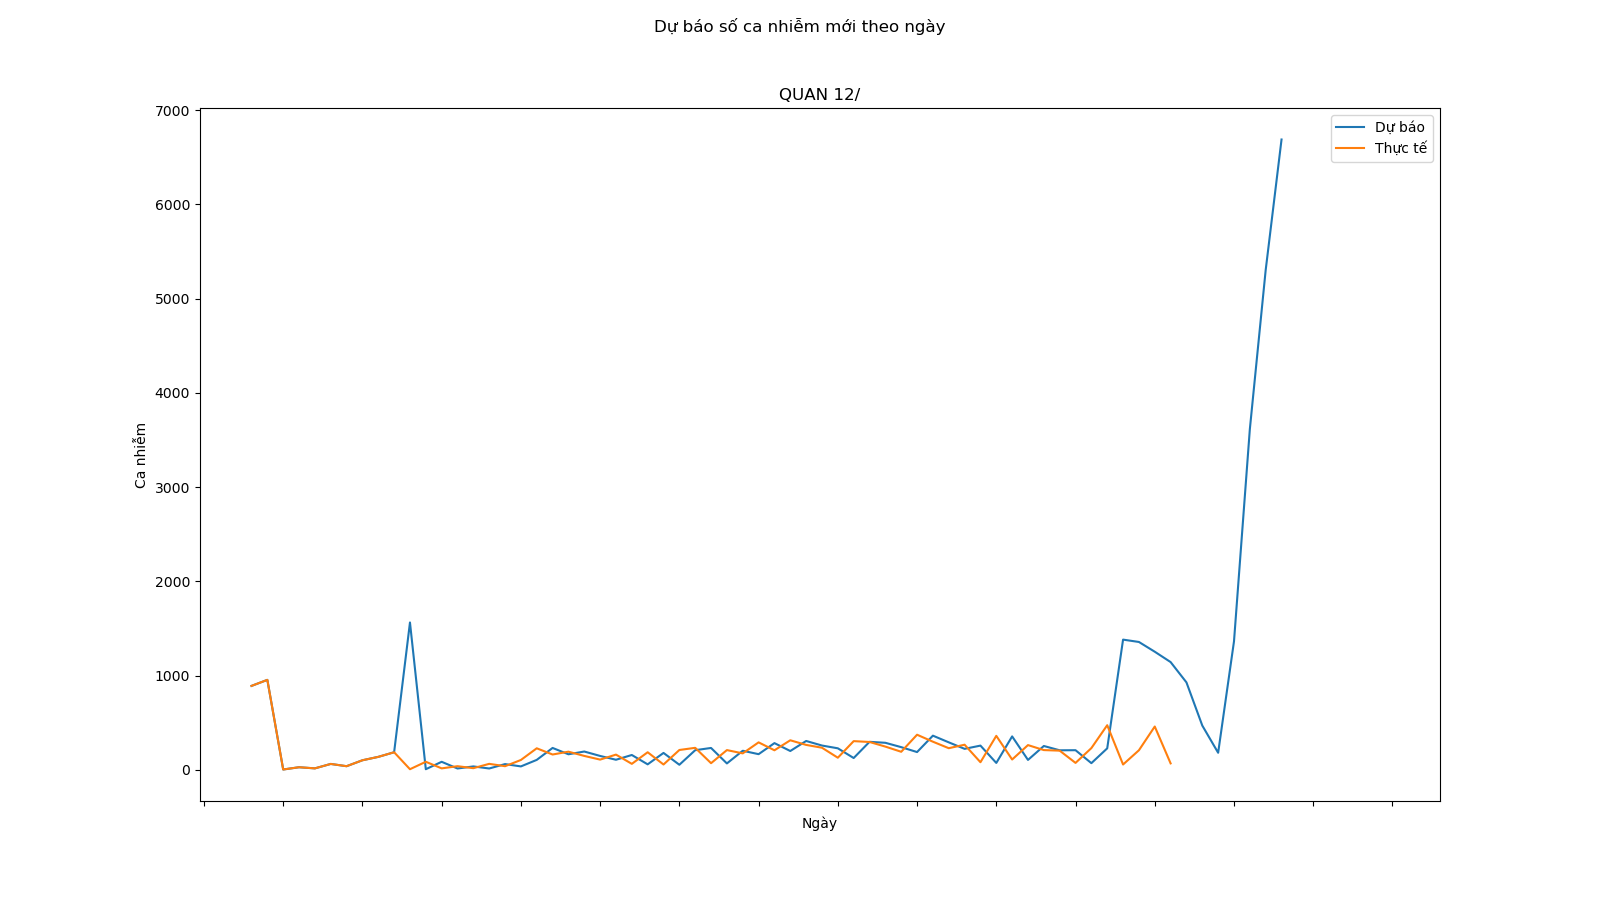 Dự báo số ca nhiễm mới theo ngày
QUAN 12/
7000
6000
5000
4000
3000
2000
1000
0
Ca nhiễm
Ngày
Dự báo
Thực tế